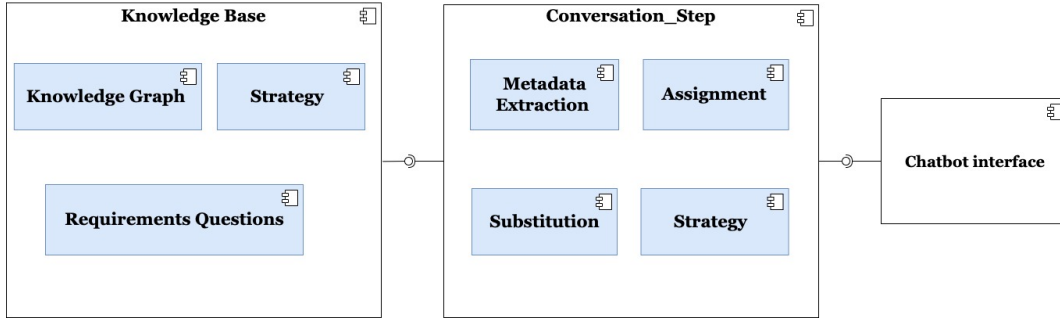 Knowledge Base
Knowledge Graph
Strategy
Requirements Questions
Conversation_Step
Metadata
Extraction
Assignment
Substitution
Strategy
Chatbot interface